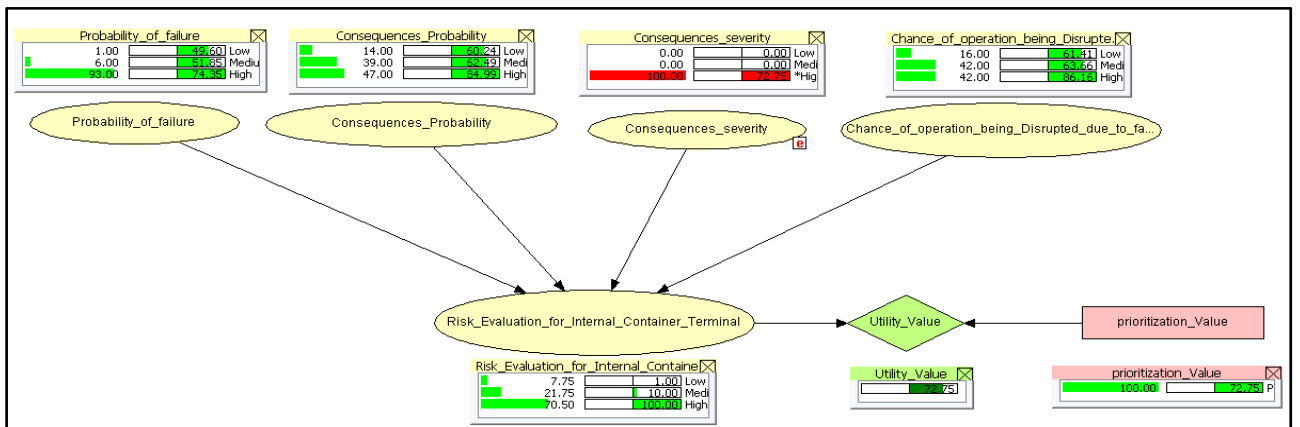 Probability_of_failure
1.00 49.60 Low
6.00 51.85 Mediu
93.00 74.35 High
Consequences_Probability
14.00 60.24 Low
39.00 62.49 Medi
47.00 84.99 High
Consequences_severity
0.00 0.00 Low
0.00 0.00 Medi
100.00 72.75 *Hig
Chance_of_operation_being_Disrupte.
16.00 61.41 Low
42.00 63.66 Medi
42.00 86.16 High
Probability_of_failure
Consequences_Probability
Consequences_severity
e
Chance_of_operation_being_Disrupted_due_to_fa...
Risk_Evaluation_for_Internal_Container_Terminal
Utility_Value
prioritization_Value
Risk_Evaluation_for_Internal_Containe
7.75 1.00 Low
21.75 10.00 Medi
70.50 100.00 High
Utility_Value
72.75
prioritization_Value
100.00 72.75 P